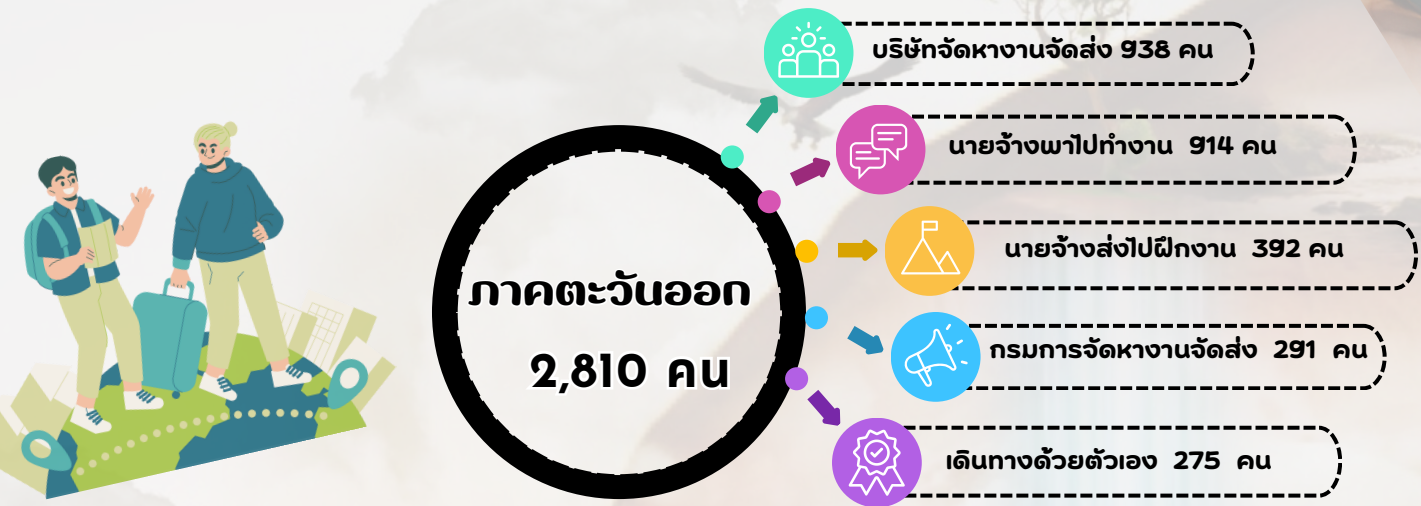 บริษัทจัดหางานจัดส่ง 938 คน
นายจ้างพาไปทำงาน 914 คน
นายจ้างส่งไปฝึกงาน 392 คน
กรมการจัดหางานจัดส่ง 291 คน
เดินทางด้วยตัวเอง 275 คน
ภาคตะวันออก
2,810 คน